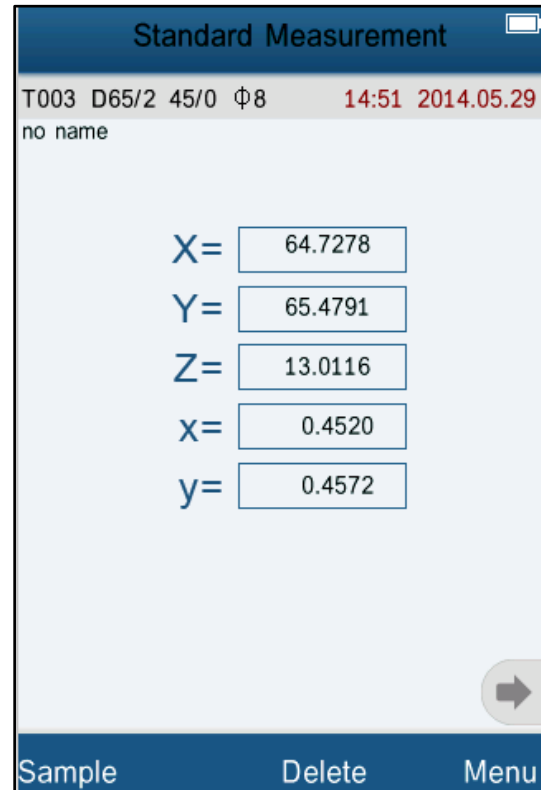 Standard Measurement
T003 D65/2 45/0 Φ8 14:51 2014.05.29
no name
X= 64.7278
Y= 65.4791
Z= 13.0116
x= 0.4520
y= 0.4572
Sample Delete Menu